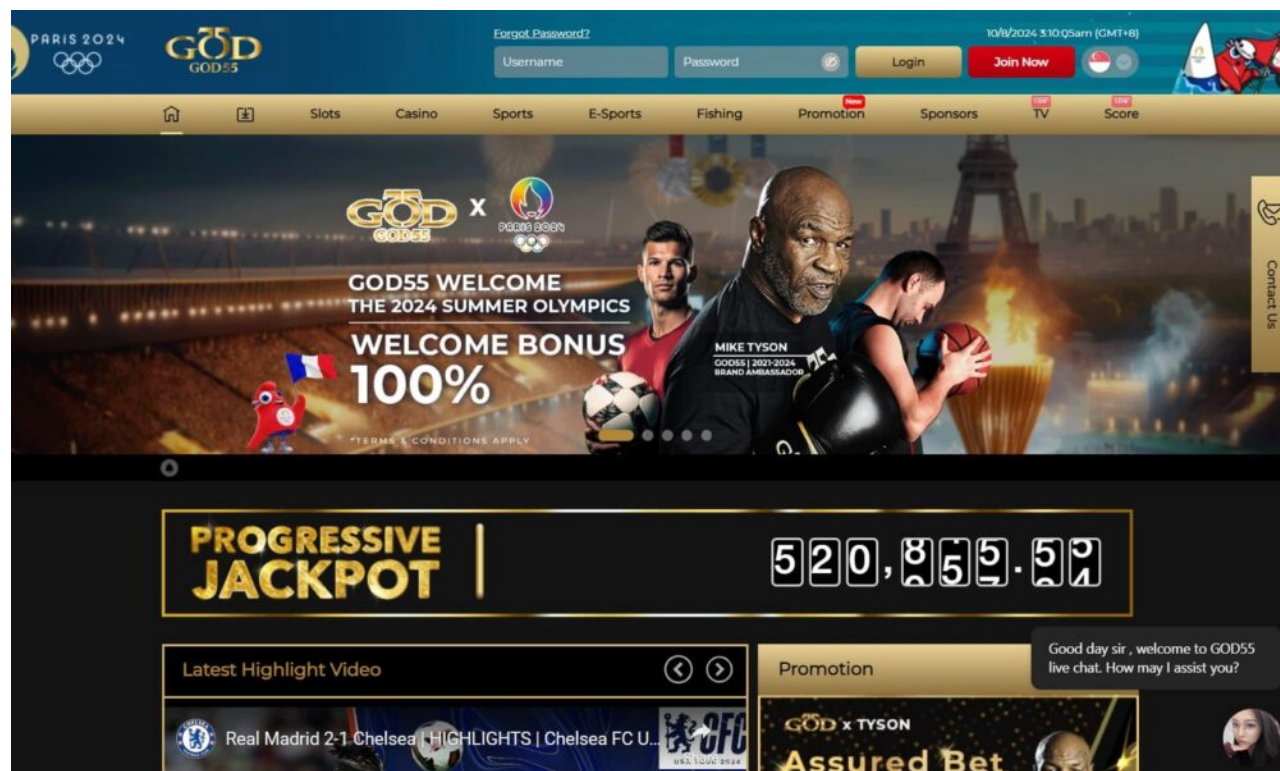 PARIS 2024
GOD
GOD55
Forgot Password?
10/8/2024 3:10:05am (GMT+8)
Username
Password
Login
Join Now
Slots
Casino
Sports
E-Sports
Fishing
New
Promotion
Sponsors
TV
Score
GOD
GOD55
X
PARIS 2024
GOD55 WELCOME
THE 2024 SUMMER OLYMPICS
WELCOME BONUS
100%
*TERMS & CONDITIONS APPLY
MIKE TYSON
GOD55 | 2021-2024
BRAND AMBASSADOR
Contact Us
PROGRESSIVE
JACKPOT
520,
Latest Highlight Video
Promotion
Good day sir , welcome to GOD55
live chat. How may I assist you?
Real Madrid 2-1 Chelsea | HIGHLIGHTS | Chelsea FC U...
CFC
GOD x TYSON
Assured Bet